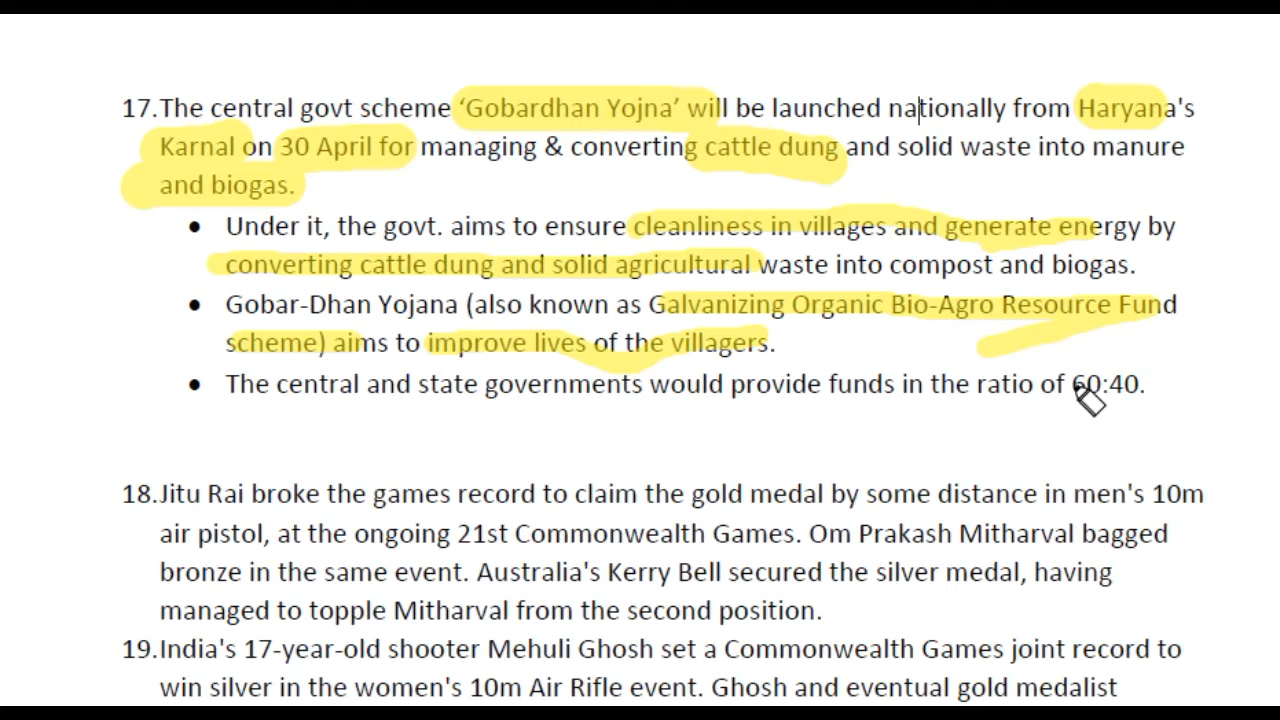 17.The central govt scheme ‘Gobardhan Yojna’ will be launched nationally from Haryana's
Karnal on 30 April for managing & converting cattle dung and solid waste into manure
and biogas.
• Under it, the govt. aims to ensure cleanliness in villages and generate energy by
converting cattle dung and solid agricultural waste into compost and biogas.
• Gobar-Dhan Yojana (also known as Galvanizing Organic Bio-Agro Resource Fund
scheme) aims to improve lives of the villagers.
• The central and state governments would provide funds in the ratio of 60:40.
18.Jitu Rai broke the games record to claim the gold medal by some distance in men's 10m
air pistol, at the ongoing 21st Commonwealth Games. Om Prakash Mitharval bagged
bronze in the same event. Australia's Kerry Bell secured the silver medal, having
managed to topple Mitharval from the second position.
19.India's 17-year-old shooter Mehuli Ghosh set a Commonwealth Games joint record to
win silver in the women's 10m Air Rifle event. Ghosh and eventual gold medalist